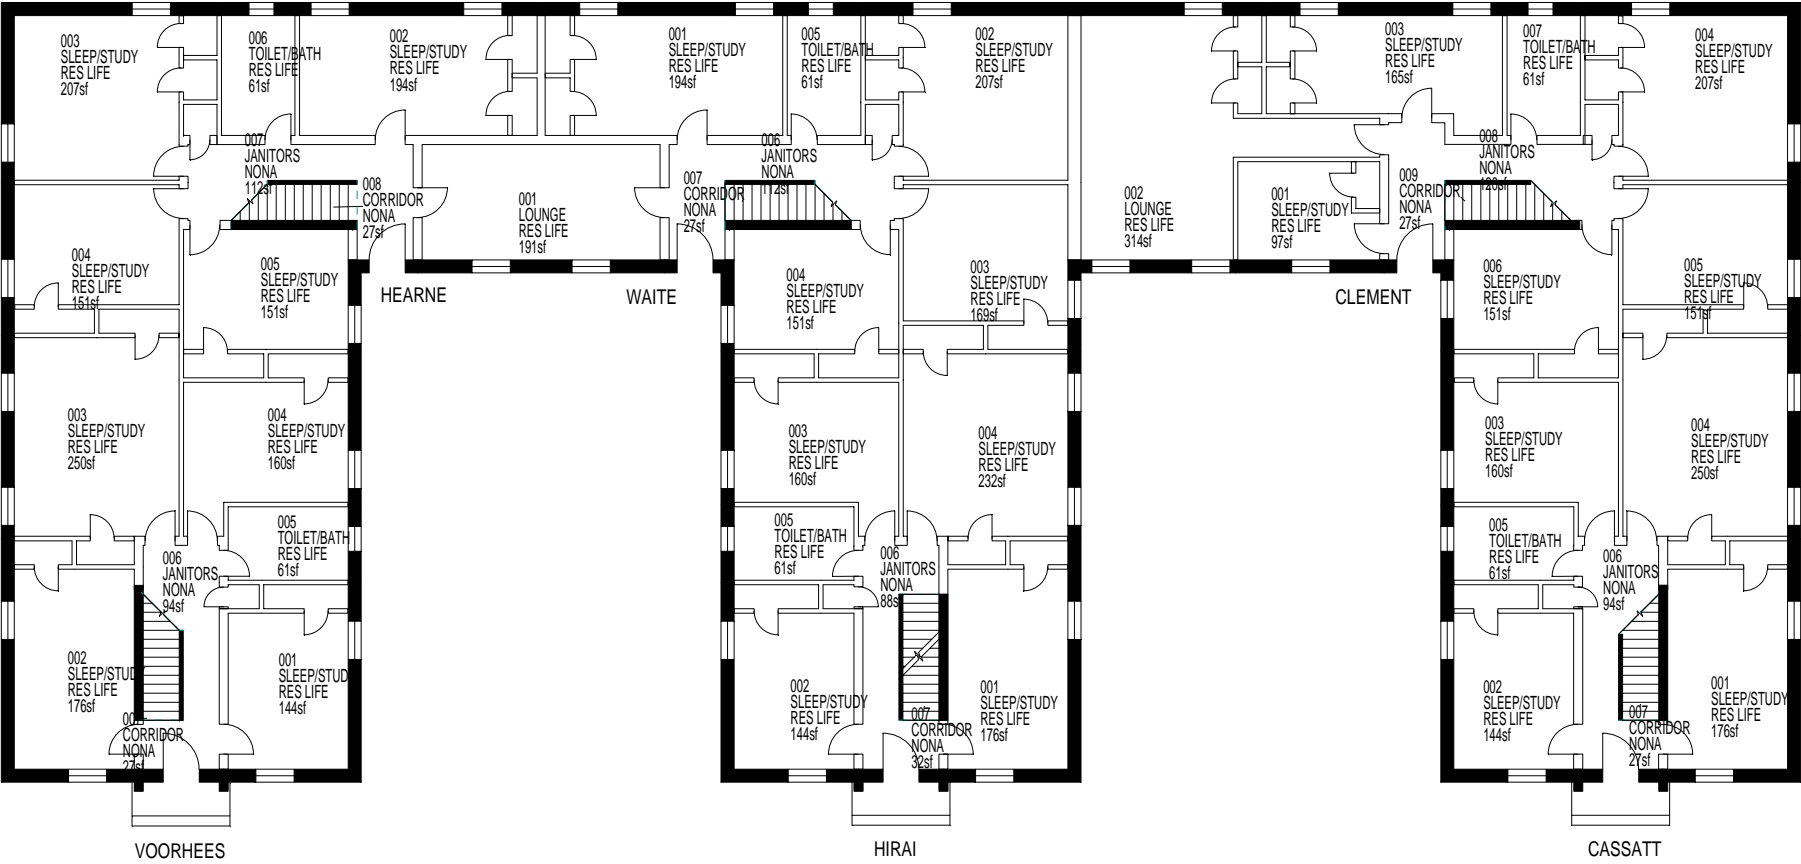 003
SLEEP/STUDY
RES LIFE
207sf
006
TOILET/BATH
RES LIFE
61sf
002
SLEEP/STUDY
RES LIFE
194sf
001
SLEEP/STUDY
RES LIFE
194sf
005
TOILET/BATH
RES LIFE
61sf
002
SLEEP/STUDY
RES LIFE
207sf
003
SLEEP/STUDY
RES LIFE
165sf
007
TOILET/BATH
RES LIFE
61sf
004
SLEEP/STUDY
RES LIFE
207sf
007
JANITORS
NONA
112sf
008
CORRIDOR
NONA
27sf
001
LOUNGE
RES LIFE
191sf
006
JANITORS
NONA
112sf
007
CORRIDOR
NONA
27sf
002
LOUNGE
RES LIFE
314sf
001
SLEEP/STUDY
RES LIFE
97sf
008
JANITORS
NONA
120sf
009
CORRIDOR
NONA
27sf
004
SLEEP/STUDY
RES LIFE
151sf
005
SLEEP/STUDY
RES LIFE
151sf
HEARNE
WAITE
004
SLEEP/STUDY
RES LIFE
151sf
003
SLEEP/STUDY
RES LIFE
169sf
CLEMENT
006
SLEEP/STUDY
RES LIFE
151sf
005
SLEEP/STUDY
RES LIFE
151sf
003
SLEEP/STUDY
RES LIFE
250sf
004
SLEEP/STUDY
RES LIFE
160sf
003
SLEEP/STUDY
RES LIFE
160sf
004
SLEEP/STUDY
RES LIFE
232sf
003
SLEEP/STUDY
RES LIFE
160sf
004
SLEEP/STUDY
RES LIFE
250sf
005
TOILET/BATH
RES LIFE
61sf
006
JANITORS
NONA
94sf
005
TOILET/BATH
RES LIFE
61sf
006
JANITORS
NONA
88sf
005
TOILET/BATH
RES LIFE
61sf
006
JANITORS
NONA
94sf
002
SLEEP/STUD
RES LIFE
176sf
001
SLEEP/STUD
RES LIFE
144sf
CORRIDOR
NONA
27sf
002
SLEEP/STUDY
RES LIFE
144sf
001
SLEEP/STUDY
RES LIFE
176sf
007
CORRIDOR
NONA
32sf
002
SLEEP/STUDY
RES LIFE
144sf
001
SLEEP/STUDY
RES LIFE
176sf
007
CORRIDOR
NONA
27sf
VOORHEES
HIRAI
CASSATT